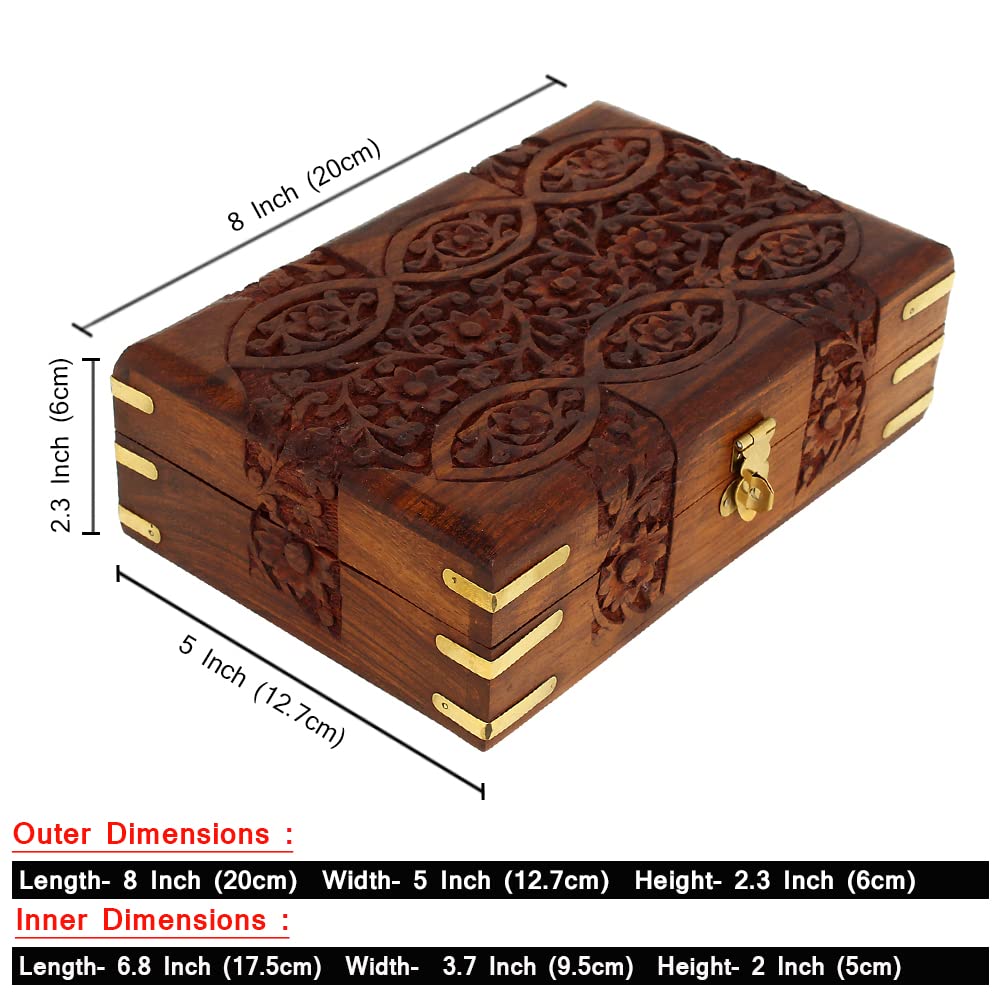 8 Inch (20cm)
2.3 Inch (6cm)
5 Inch (12.7cm)
Outer Dimensions :
Length- 8 Inch (20cm) Width- 5 Inch (12.7cm) Height- 2.3 Inch (6cm)
Inner Dimensions :
Length- 6.8 Inch (17.5cm) Width- 3.7 Inch (9.5cm) Height- 2 Inch (5cm)